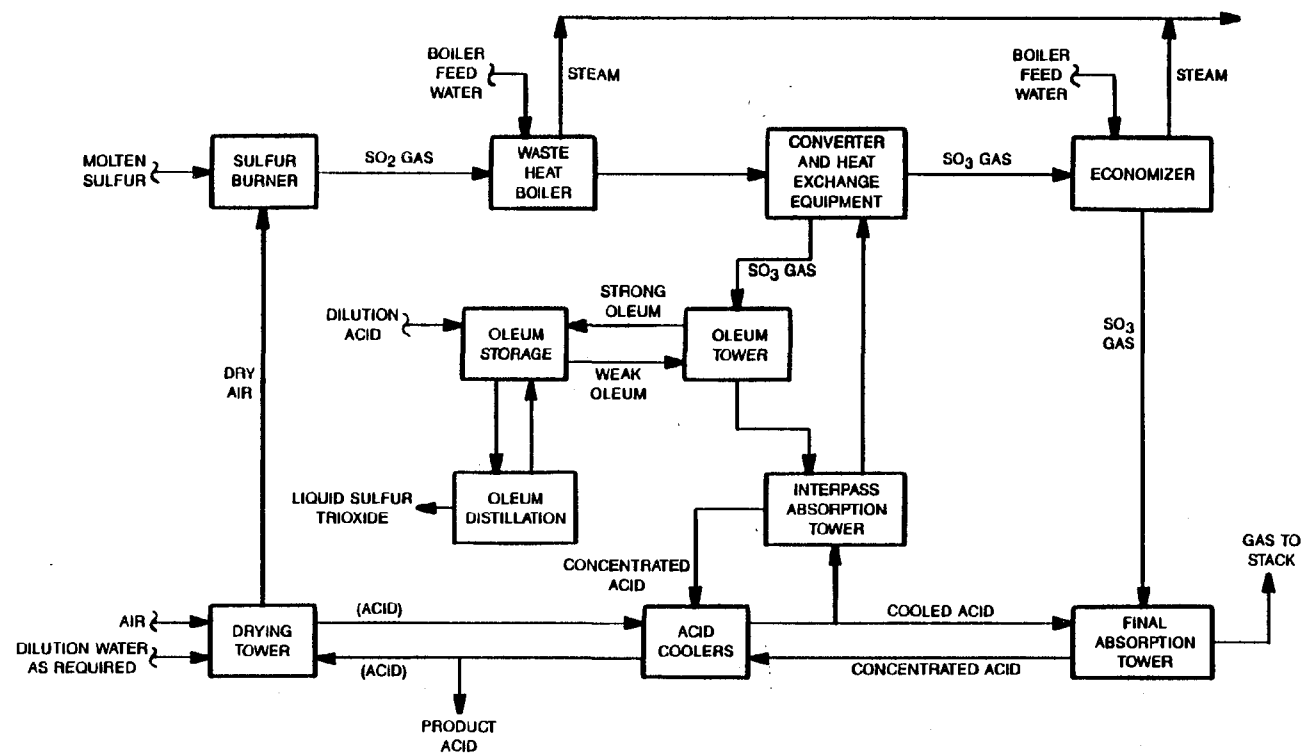 BOILER
FEED
WATER
STEAM
BOILER
FEED
WATER
STEAM
MOLTEN
SULFUR
SULFUR
BURNER
SO2 GAS
WASTE
HEAT
BOILER
CONVERTER
AND HEAT
EXCHANGE
EQUIPMENT
SO3 GAS
ECONOMIZER
SO3 GAS
DILUTION
ACID
OLEUM
STORAGE
STRONG
OLEUM
WEAK
OLEUM
OLEUM
TOWER
SO3
GAS
DRY
AIR
LIQUID SULFUR
TRIOXIDE
OLEUM
DISTILLATION
INTERPASS
ABSORPTION
TOWER
CONCENTRATED
ACID
GAS TO
STACK
AIR
DILUTION WATER
AS REQUIRED
DRYING
TOWER
(ACID)
(ACID)
ACID
COOLERS
COOLED ACID
CONCENTRATED ACID
FINAL
ABSORPTION
TOWER
PRODUCT
ACID